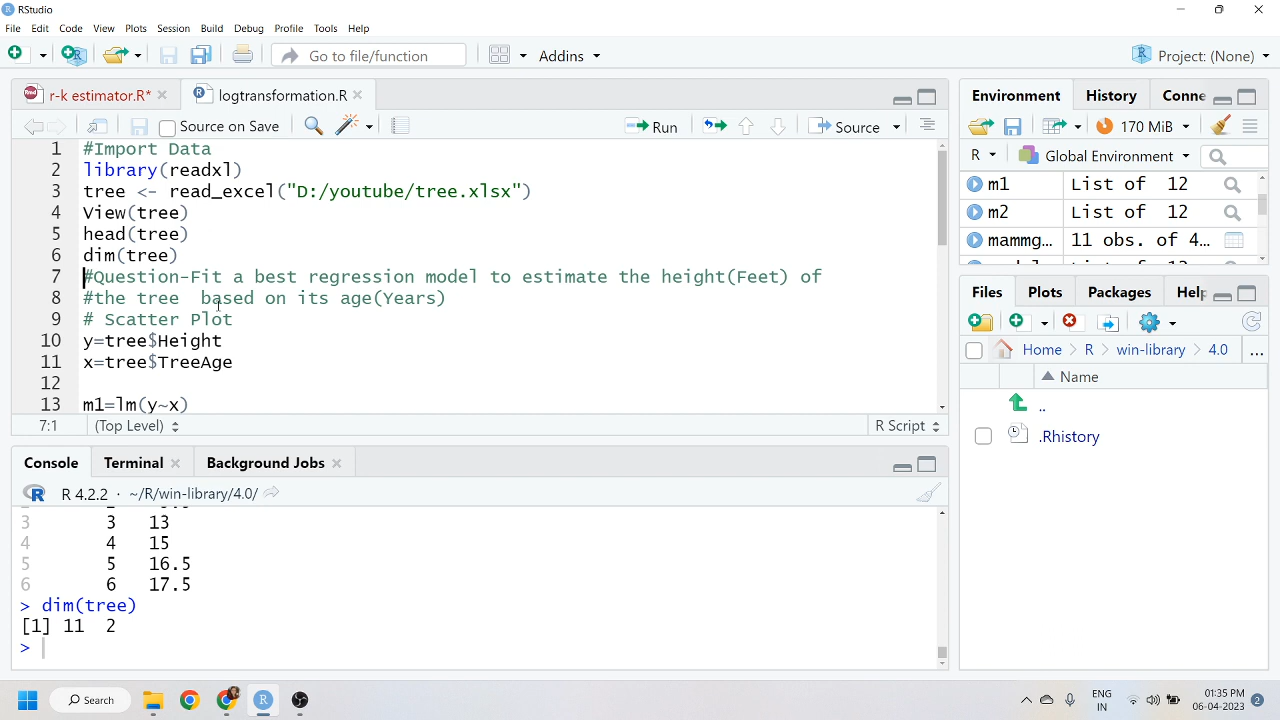 RStudio
File Edit Code View Plots Session Build Debug Profile Tools Help
Go to file/function
Addins
Project: (None)
r-k estimator.R*
logtransformation.R
Source on Save
Run
Source
1 #Import Data
2 library(readxl)
3 tree <- read_excel("D:/youtube/tree.xlsx")
4 View(tree)
5 head(tree)
6 dim(tree)
7 #Question-Fit a best regression model to estimate the height(Feet) of
8 #the tree based on its age(Years)
9 # Scatter Plot
10 y=tree$Height
11 x=tree$TreeAge
12
13 m1=lm(y~x)
7:1 (Top Level) R Script
Console Terminal Background Jobs
R 4.2.2 · ~/R/win-library/4.0/
3 3 13
4 4 15
5 5 16.5
6 6 17.5
> dim(tree)
[1] 11 2
>
Environment History Conne
170 MiB
R Global Environment
m1 List of 12
m2 List of 12
mammg... 11 obs. of 4...
Files Plots Packages Help
Home R win-library 4.0 ...
Name
..
.Rhistory
Search
ENG
IN
01:35 PM
06-04-2023
2